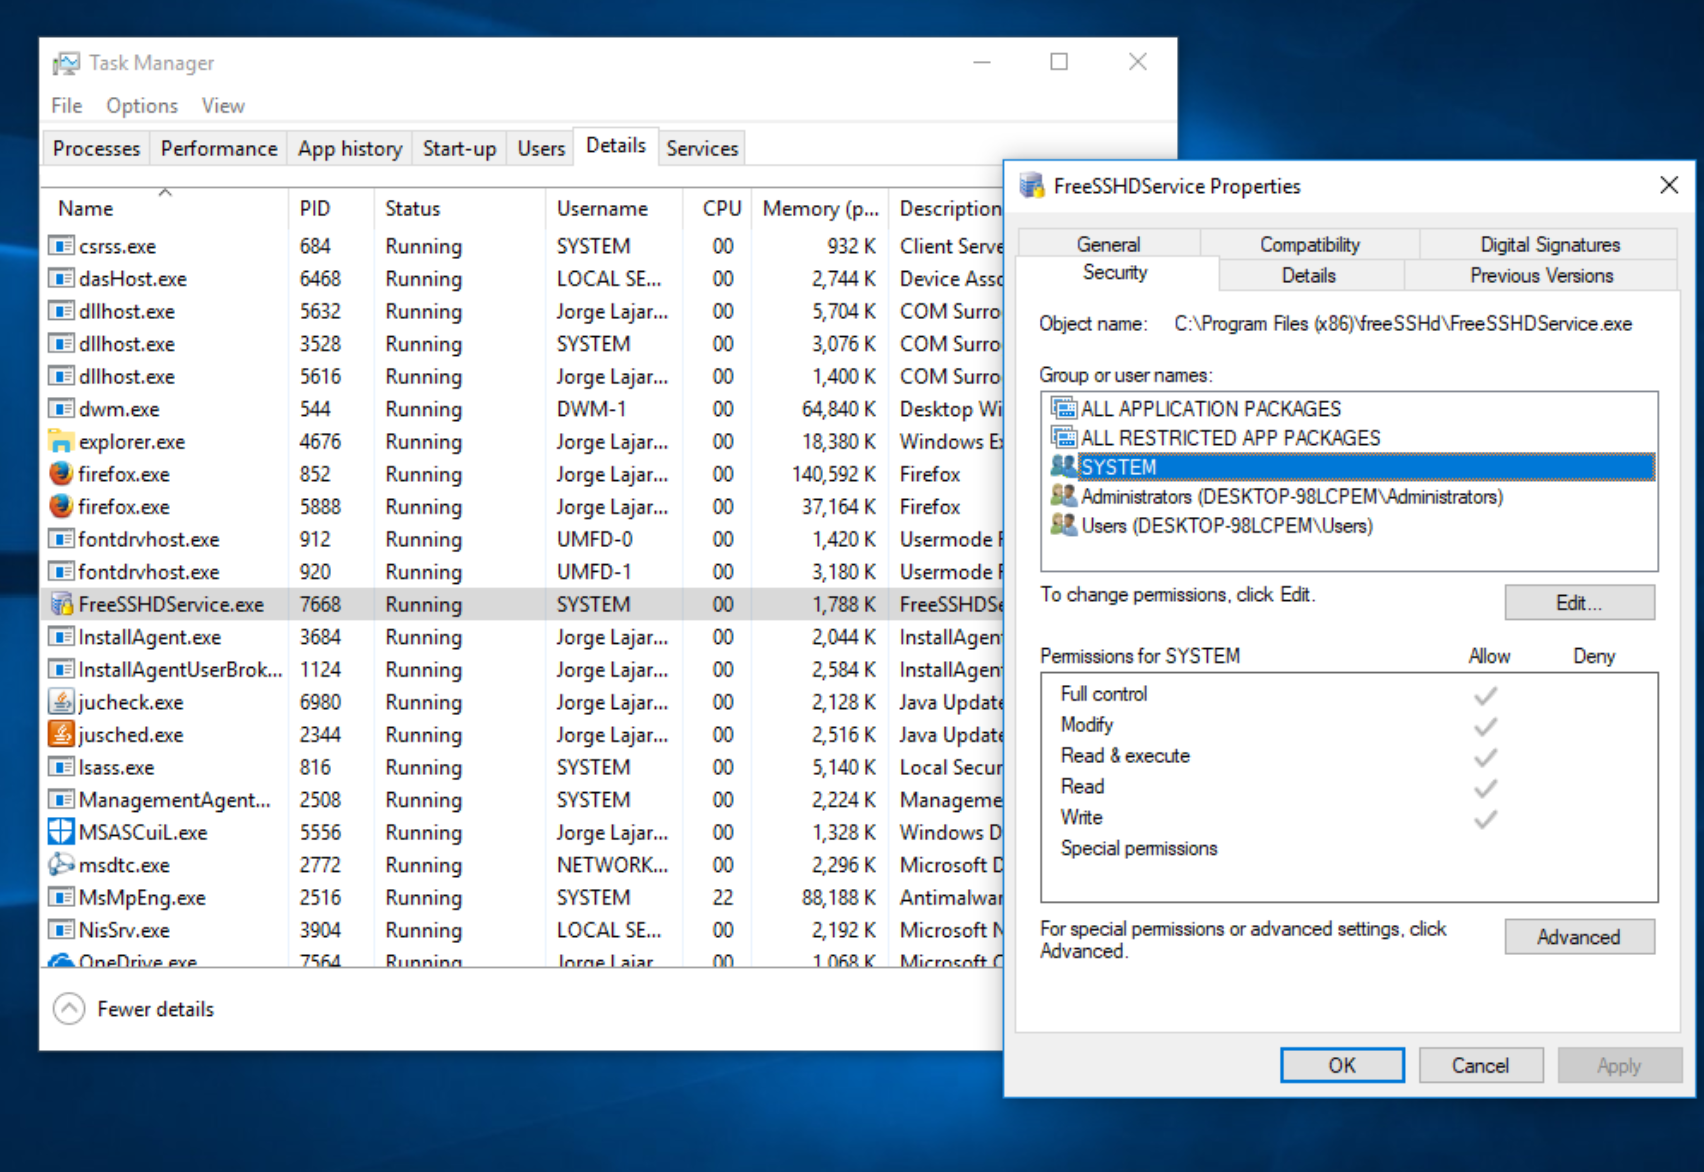 Task Manager
File Options View
Processes Performance App history Start-up Users Details Services
Name PID Status Username CPU Memory (p... Description
csrss.exe 684 Running SYSTEM 00 932 K Client Serve
dasHost.exe 6468 Running LOCAL SE... 00 2,744 K Device Asso
dllhost.exe 5632 Running Jorge Lajar... 00 5,704 K COM Surro
dllhost.exe 3528 Running SYSTEM 00 3,076 K COM Surro
dllhost.exe 5616 Running Jorge Lajar... 00 1,400 K COM Surro
dwm.exe 544 Running DWM-1 00 64,840 K Desktop Wi
explorer.exe 4676 Running Jorge Lajar... 00 18,380 K Windows Ex
firefox.exe 852 Running Jorge Lajar... 00 140,592 K Firefox
firefox.exe 5888 Running Jorge Lajar... 00 37,164 K Firefox
fontdrvhost.exe 912 Running UMFD-0 00 1,420 K Usermode F
fontdrvhost.exe 920 Running UMFD-1 00 3,180 K Usermode F
FreeSSHDService.exe 7668 Running SYSTEM 00 1,788 K FreeSSHDSe
InstallAgent.exe 3684 Running Jorge Lajar... 00 2,044 K InstallAgen
InstallAgentUserBrok... 1124 Running Jorge Lajar... 00 2,584 K InstallAgen
jucheck.exe 6980 Running Jorge Lajar... 00 2,128 K Java Update
jusched.exe 2344 Running Jorge Lajar... 00 2,516 K Java Update
lsass.exe 816 Running SYSTEM 00 5,140 K Local Secur
ManagementAgent... 2508 Running SYSTEM 00 2,224 K Manageme
MSASCuiL.exe 5556 Running Jorge Lajar... 00 1,328 K Windows D
msdtc.exe 2772 Running NETWORK... 00 2,296 K Microsoft D
MsMpEng.exe 2516 Running SYSTEM 22 88,188 K Antimalwar
NisSrv.exe 3904 Running LOCAL SE... 00 2,192 K Microsoft N
OneDrive.exe 7564 Running Jorge Lajar 00 1,068 K Microsoft O
Fewer details
FreeSSHDService Properties
General Compatibility Digital Signatures
Security Details Previous Versions
Object name: C:\Program Files (x86)\freeSSHd\FreeSSHDService.exe
Group or user names:
ALL APPLICATION PACKAGES
ALL RESTRICTED APP PACKAGES
SYSTEM
Administrators (DESKTOP-98LCPEM\Administrators)
Users (DESKTOP-98LCPEM\Users)
To change permissions, click Edit.
Edit...
Permissions for SYSTEM Allow Deny
Full control
Modify
Read & execute
Read
Write
Special permissions
For special permissions or advanced settings, click
Advanced.
Advanced
OK Cancel Apply